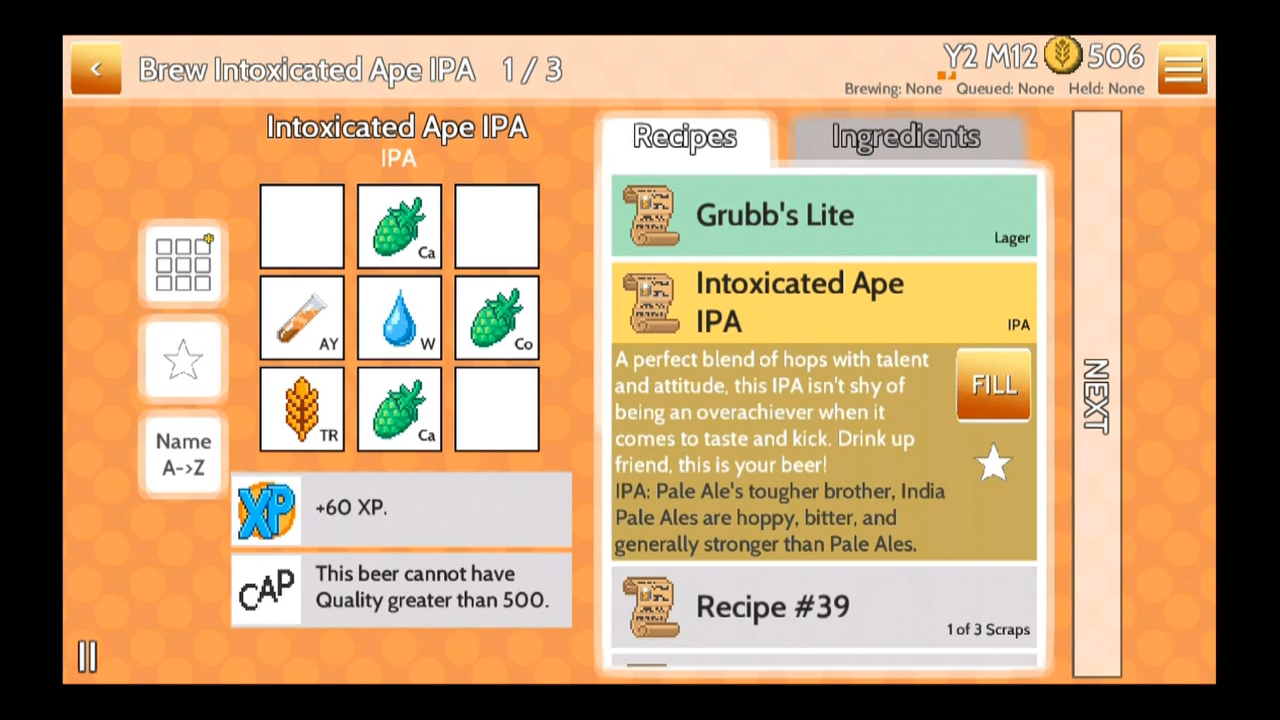 Brew Intoxicated Ape IPA 1 / 3
Y2 M12 506
Brewing: None Queued: None Held: None
Intoxicated Ape IPA
IPA
Ca
AY
W
Co
TR
Ca
Name
A->Z
XP
+60 XP.
CAP
This beer cannot have
Quality greater than 500.
Recipes
Ingredients
Grubb's Lite
Lager
Intoxicated Ape
IPA
IPA
A perfect blend of hops with talent
and attitude, this IPA isn't shy of
being an overachiever when it
comes to taste and kick. Drink up
friend, this is your beer!
IPA: Pale Ale's tougher brother, India
Pale Ales are hoppy, bitter, and
generally stronger than Pale Ales.
FILL
Recipe #39
1 of 3 Scraps
NEXT